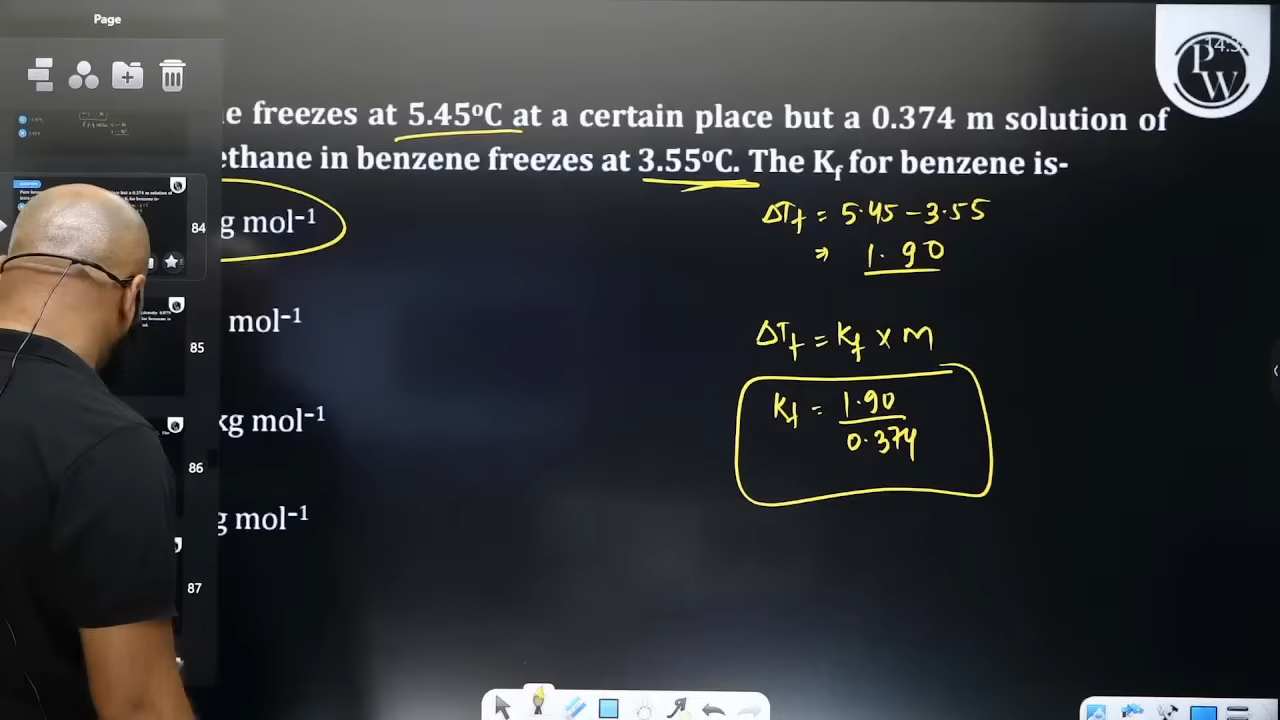 Page
14:3
PW
e freezes at 5.45°C at a certain place but a 0.374 m solution of
ethane in benzene freezes at 3.55°C. The Kf for benzene is-
g mol⁻¹
mol⁻¹
kg mol⁻¹
g mol⁻¹
84
85
86
87
ΔTf = 5.45 - 3.55
⇒ 1.90
ΔTf = Kf × m
Kf = 1.90
0.374